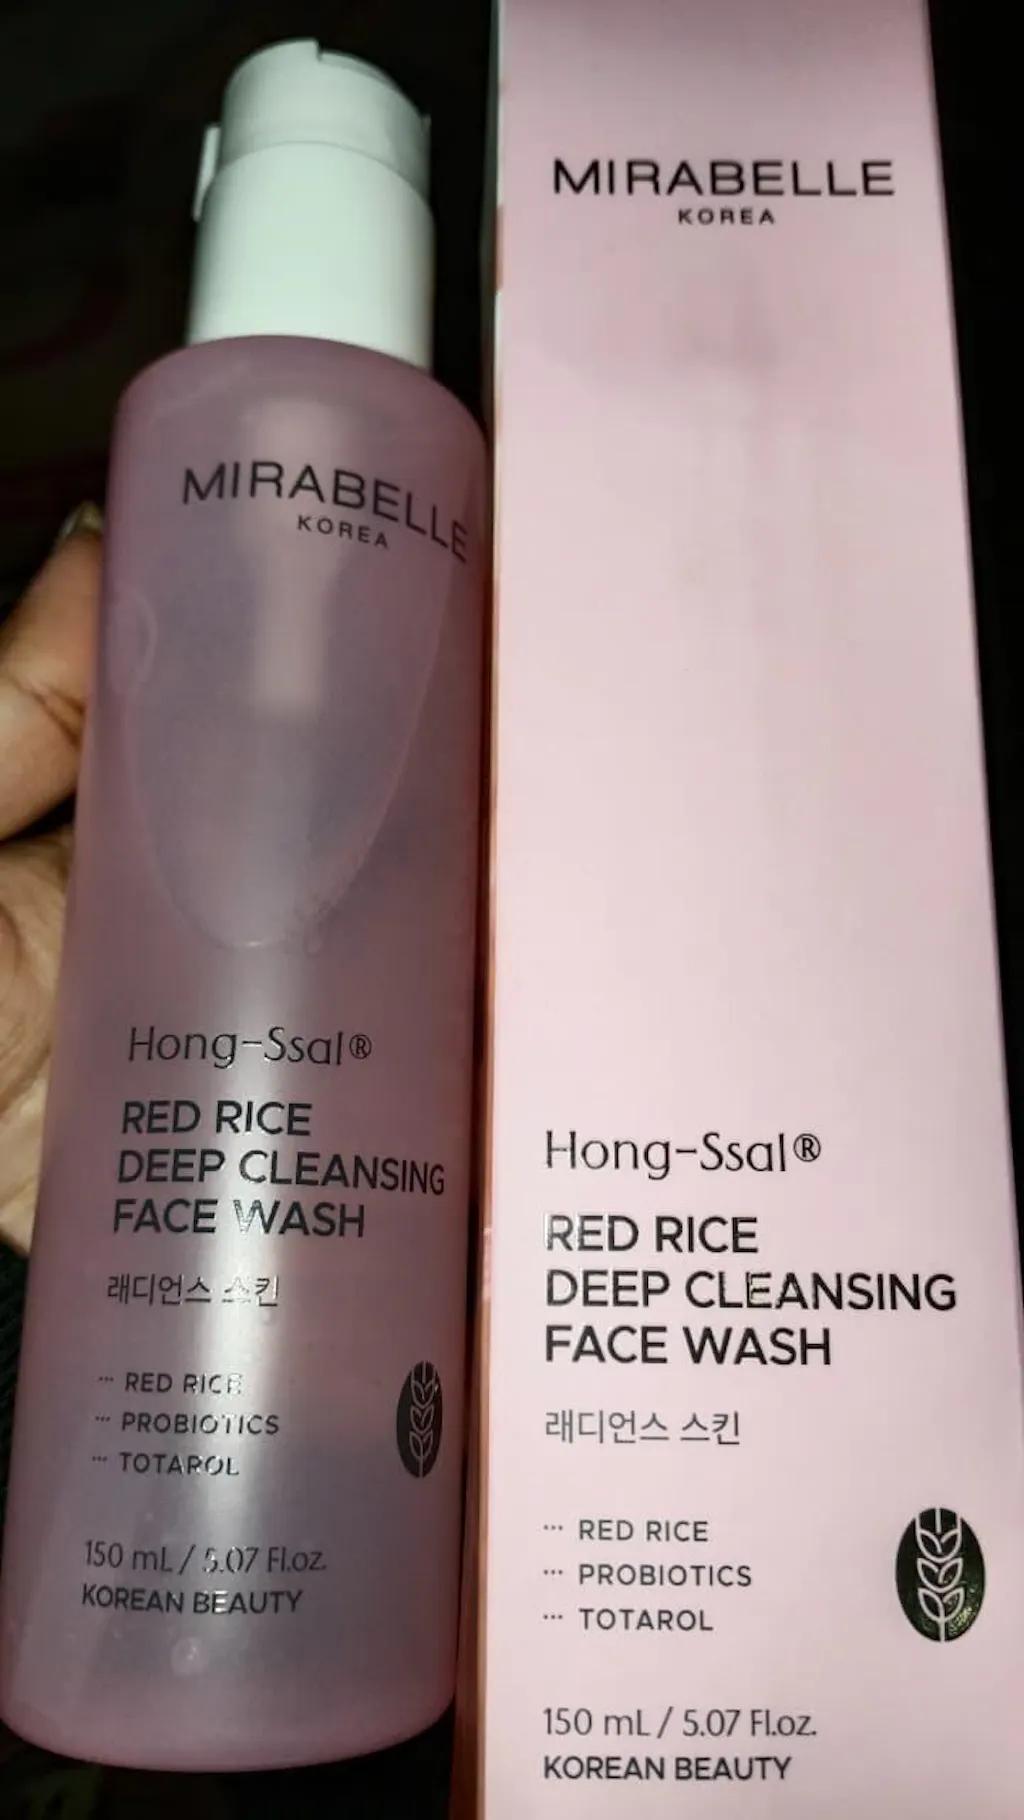 MIRABELLE
KOREA
Hong-Ssal®
RED RICE
DEEP CLEANSING
FACE WASH
래디언스 스킨
··· RED RICE
··· PROBIOTICS
··· TOTAROL
150 mL / 5.07 Fl.oz.
KOREAN BEAUTY
MIRABELLE
KOREA
Hong-Ssal®
RED RICE
DEEP CLEANSING
FACE WASH
래디언스 스킨
··· RED RICE
··· PROBIOTICS
··· TOTAROL
150 mL / 5.07 Fl.oz.
KOREAN BEAUTY